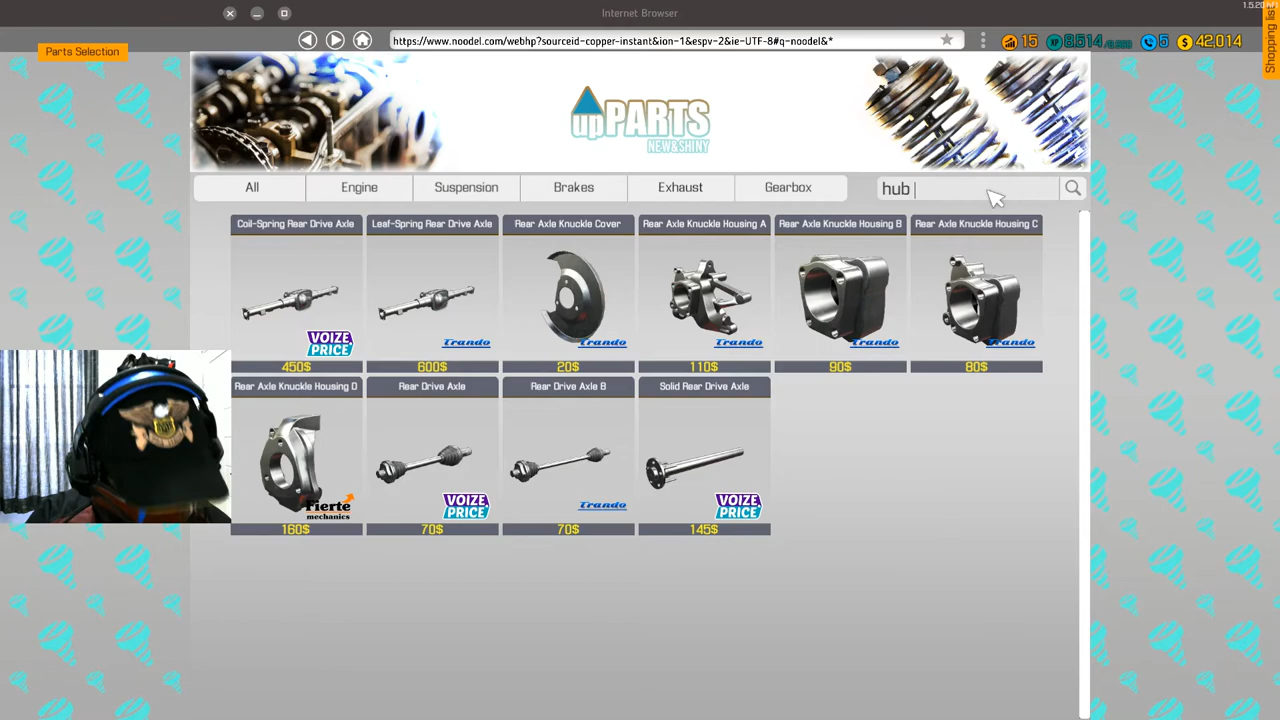 Internet Browser
Parts Selection
https://www.noodel.com/webhp?sourceid-copper-instant&ion-1&espv-2&ie-UTF-8#q-noodel&*
15
8,514
5
42,014
Shopping list
upPARTS
NEW&SHINY
All
Engine
Suspension
Brakes
Exhaust
Gearbox
hub
Coil-Spring Rear Drive Axle
Leaf-Spring Rear Drive Axle
Rear Axle Knuckle Cover
Rear Axle Knuckle Housing A
Rear Axle Knuckle Housing B
Rear Axle Knuckle Housing C
VOIZE PRICE
Trando
Trando
Trando
Trando
Trando
450$
600$
20$
110$
90$
80$
Rear Axle Knuckle Housing D
Rear Drive Axle
Rear Drive Axle B
Solid Rear Drive Axle
Fierte mechanics
VOIZE PRICE
Trando
VOIZE PRICE
160$
70$
70$
145$